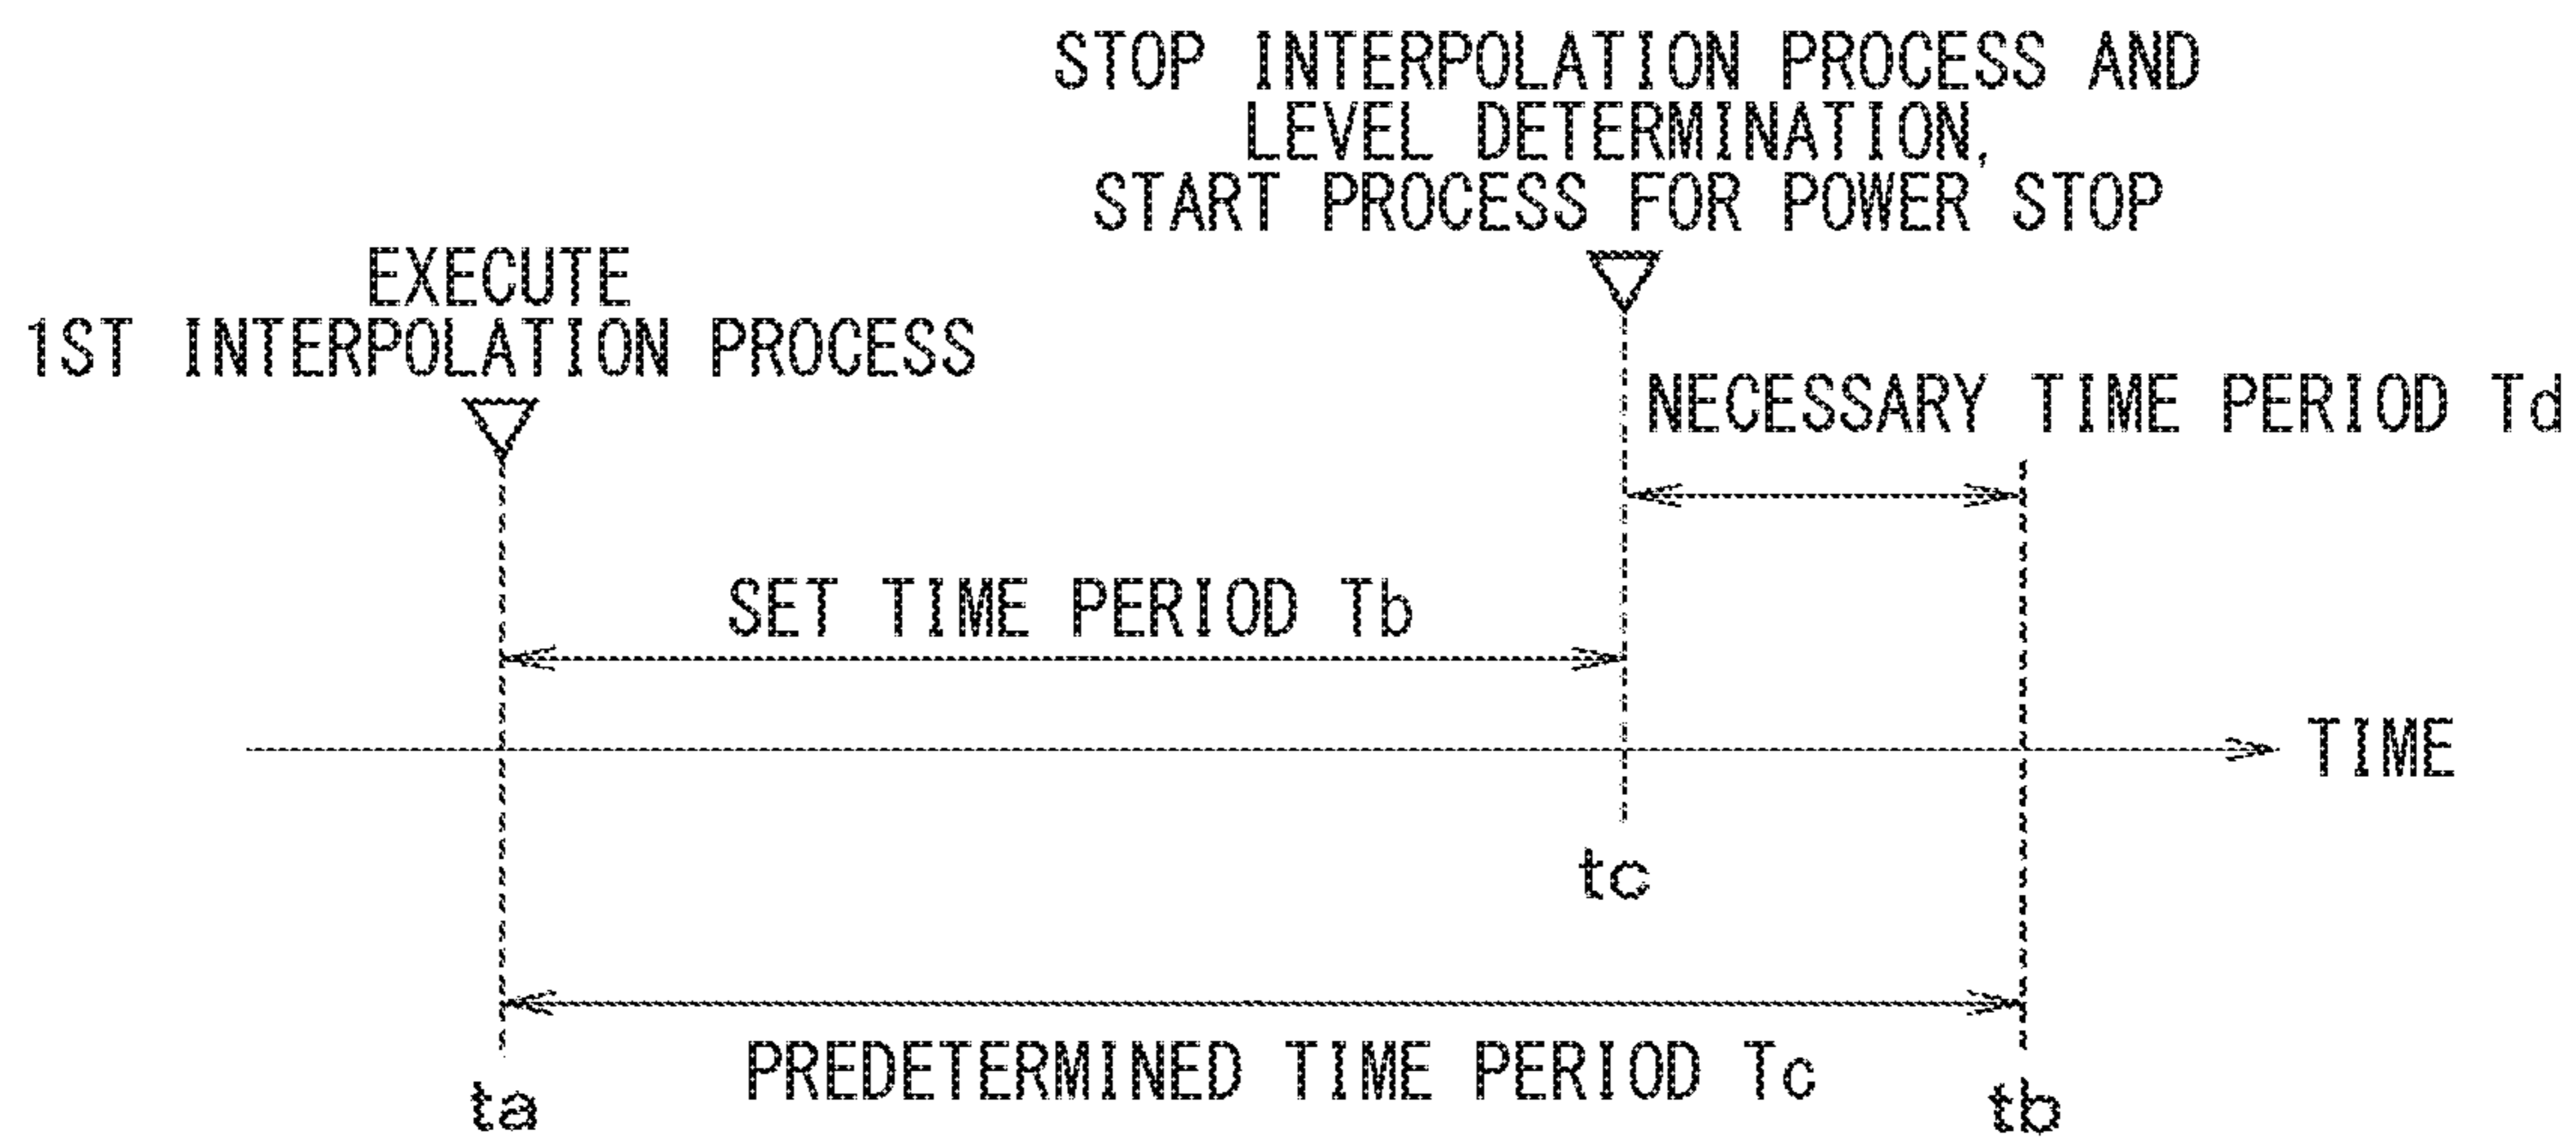 STOP INTERPOLATION PROCESS AND
LEVEL DETERMINATION,
START PROCESS FOR POWER STOP
EXECUTE
1ST INTERPOLATION PROCESS
NECESSARY TIME PERIOD Td
SET TIME PERIOD Tb
TIME
tc
PREDETERMINED TIME PERIOD Tc
ta
tb